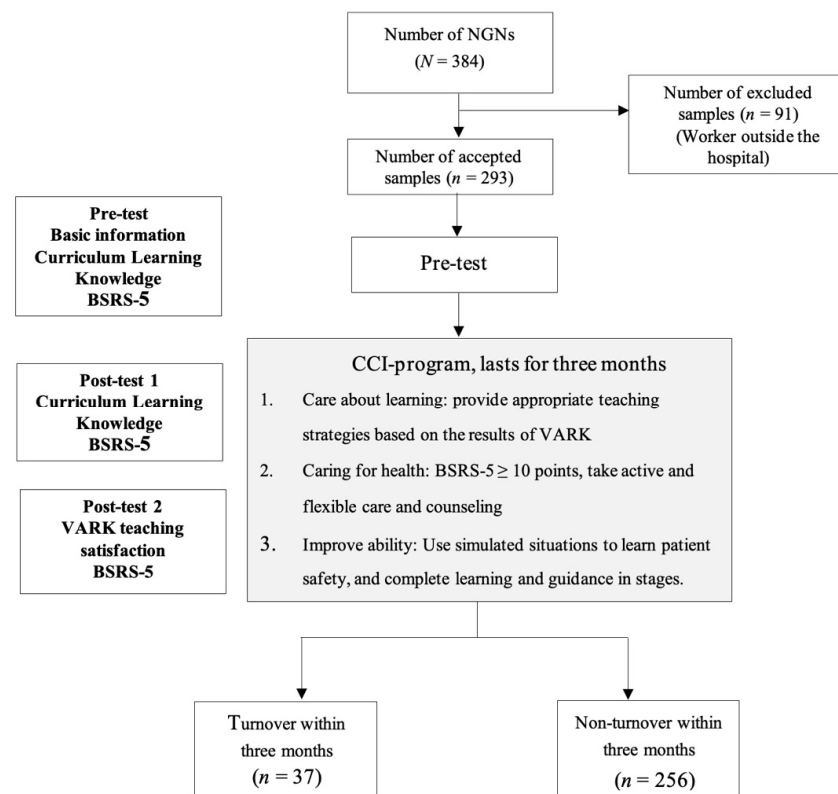 Number of NGNs
(N = 384)
Number of excluded
samples (n = 91)
(Worker outside the
hospital)
Number of accepted
samples (n = 293)
Pre-test
Basic information
Curriculum Learning
Knowledge
BSRS-5
Pre-test
CCI-program, lasts for three months
1. Care about learning: provide appropriate teaching
strategies based on the results of VARK
2. Caring for health: BSRS-5 ≥ 10 points, take active and
flexible care and counseling
3. Improve ability: Use simulated situations to learn patient
safety, and complete learning and guidance in stages.
Post-test 1
Curriculum Learning
Knowledge
BSRS-5
Post-test 2
VARK teaching
satisfaction
BSRS-5
Turnover within
three months
(n = 37)
Non-turnover within
three months
(n = 256)